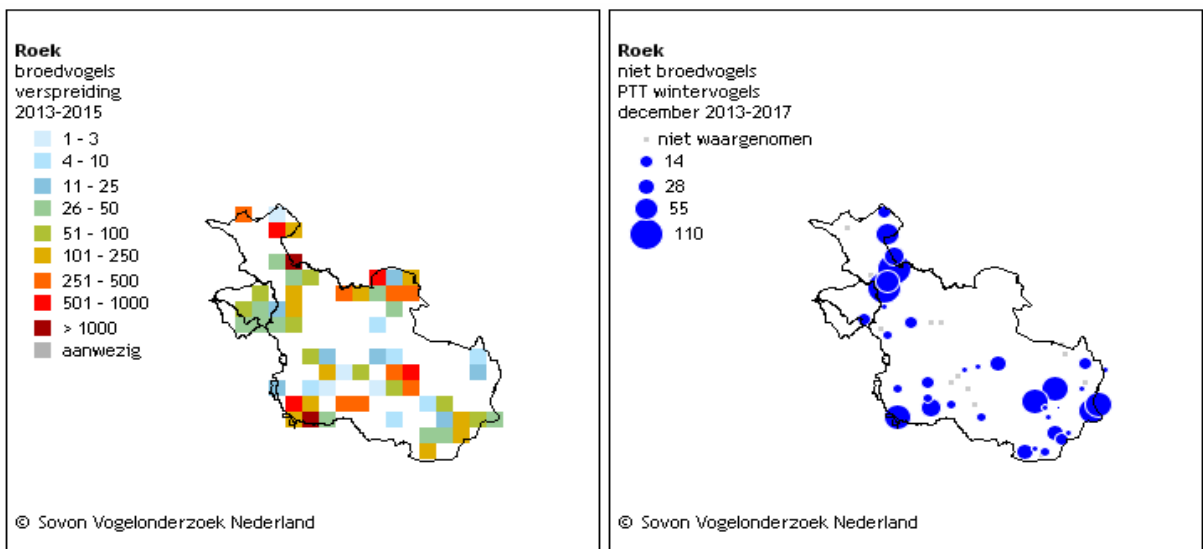 Roek
broedvogels
verspreiding
2013-2015
1 - 3
4 - 10
11 - 25
26 - 50
51 - 100
101 - 250
251 - 500
501 - 1000
> 1000
aanwezig
© Sovon Vogelonderzoek Nederland
Roek
niet broedvogels
PTT wintervogels
december 2013-2017
niet waargenomen
14
28
55
110
© Sovon Vogelonderzoek Nederland